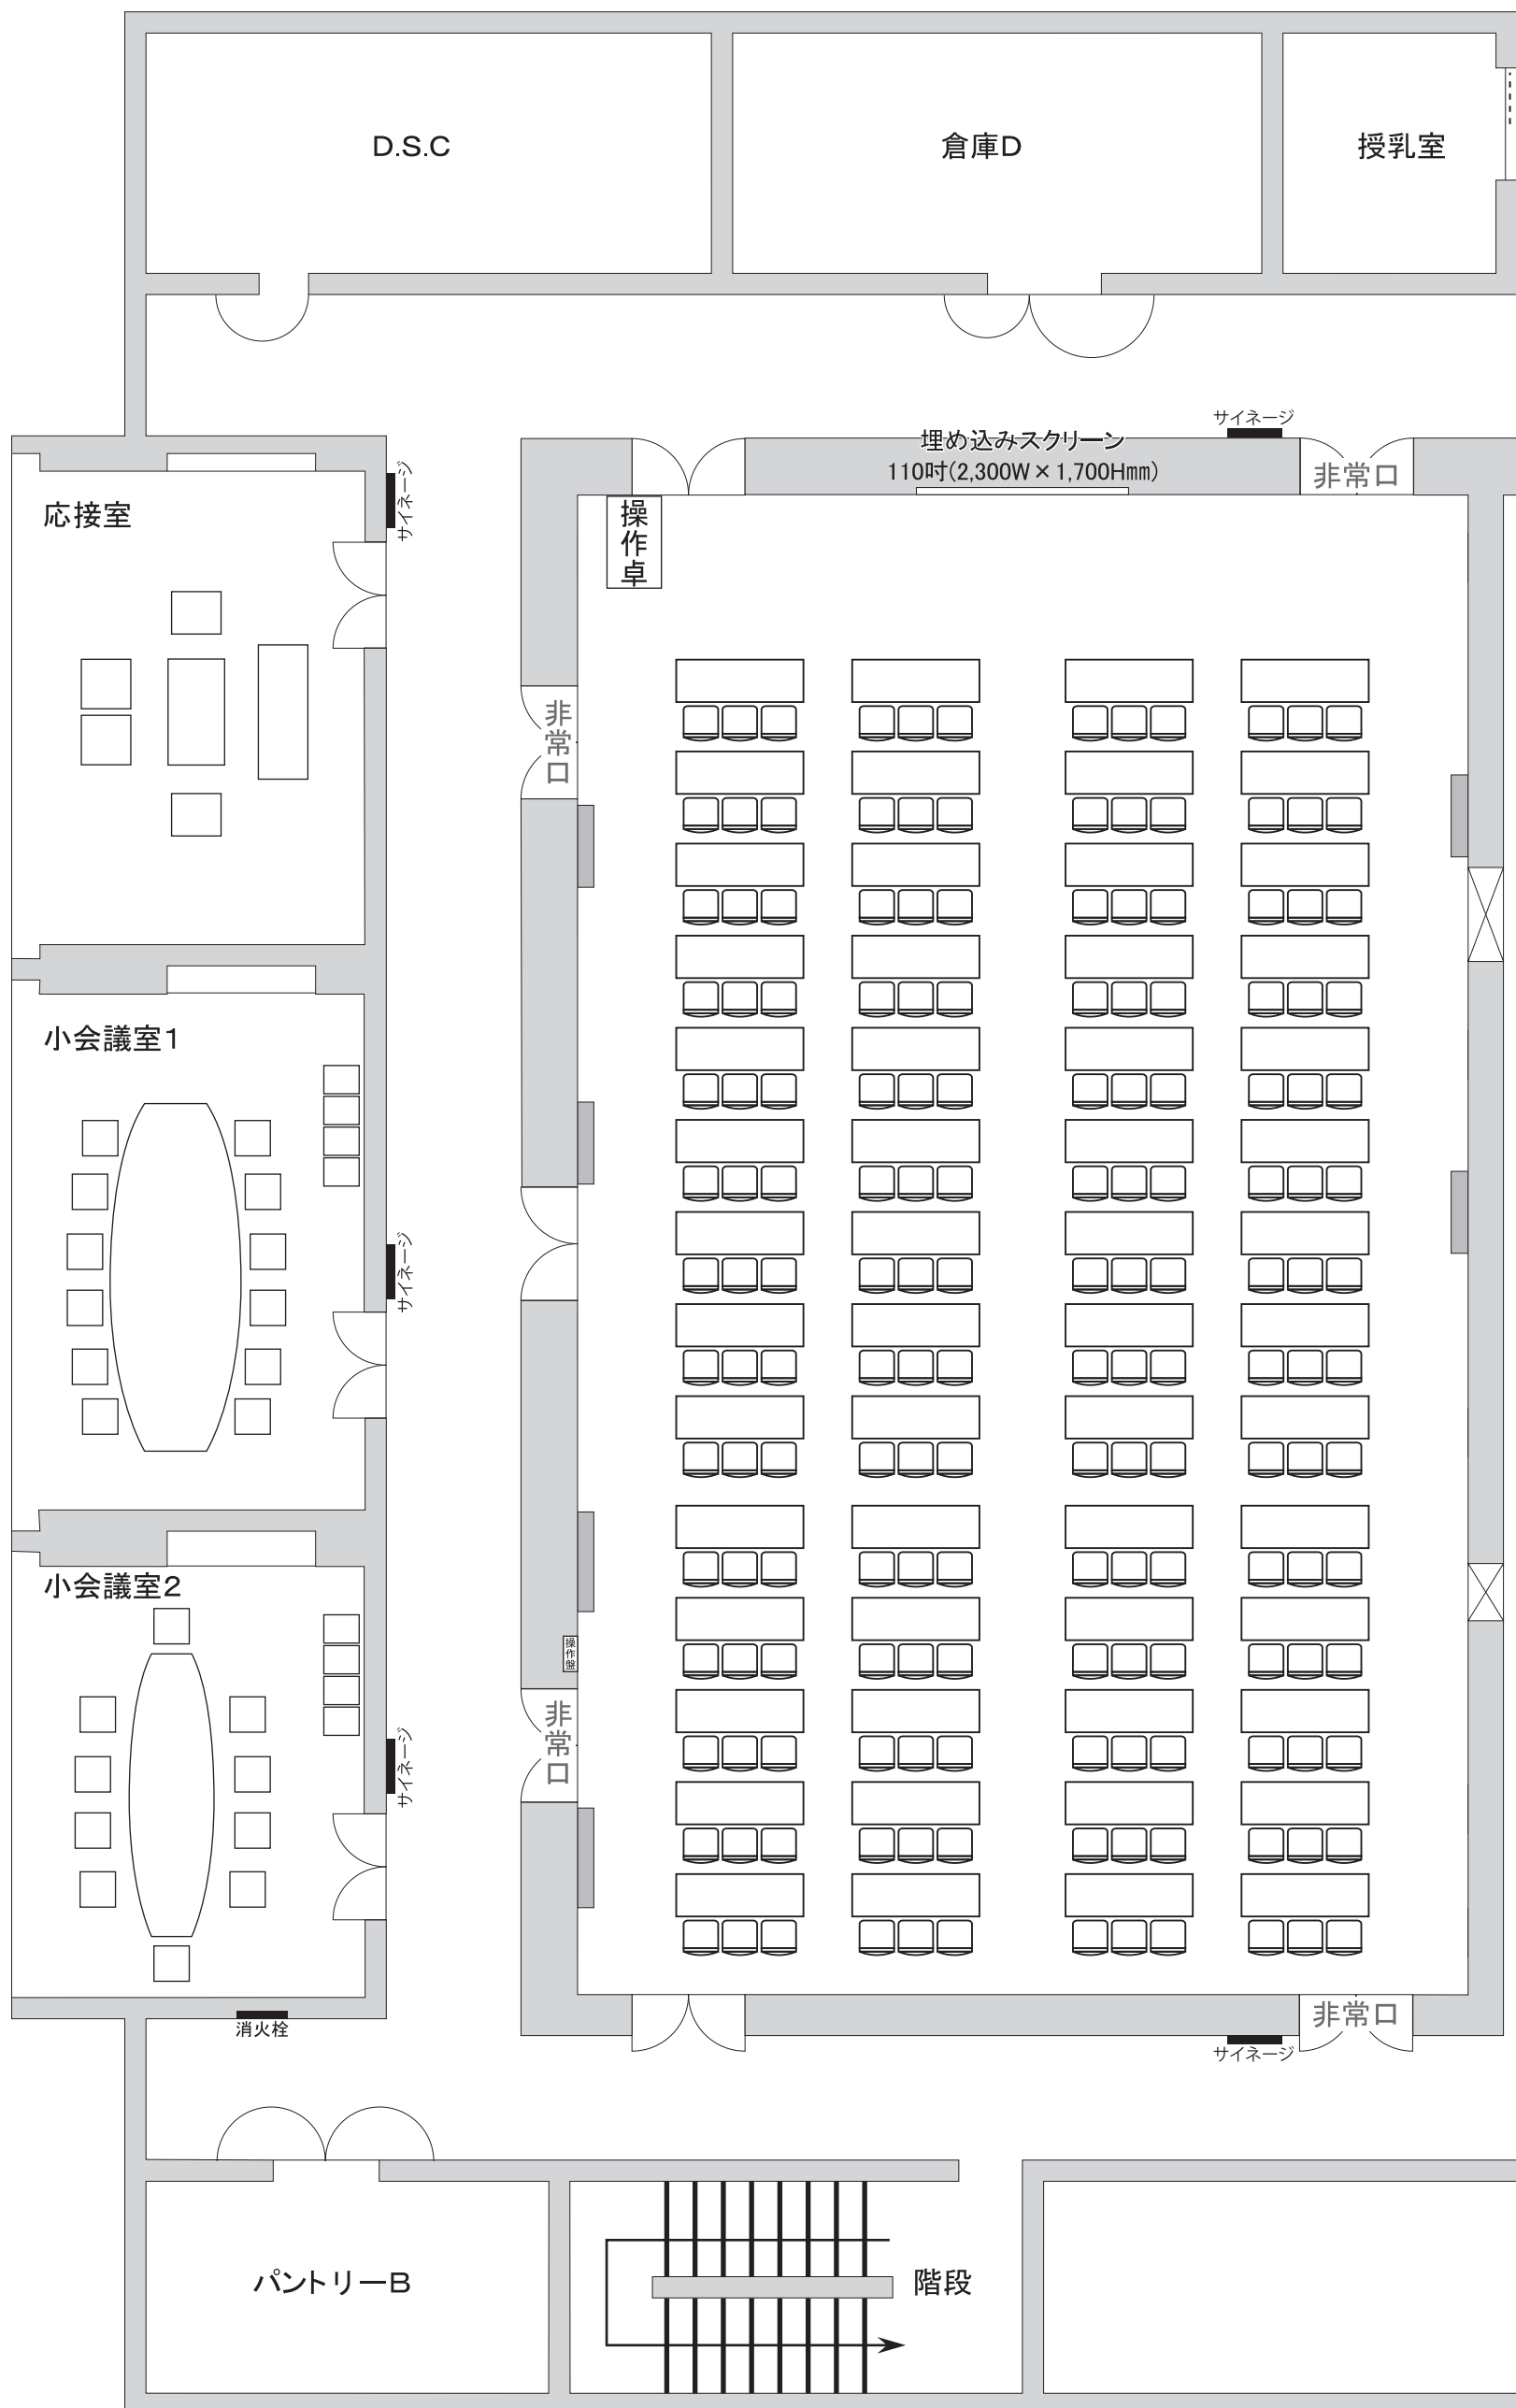 D.S.C
倉庫D
授乳室
サイネージ
埋め込みスクリーン
110吋(2,300W×1,700H㎜)
非常口
サイネージ
応接室
操作卓
非常口
小会議室1
サイネージ
小会議室2
操作盤
非常口
サイネージ
消火栓
非常口
サイネージ
パントリーB
階段